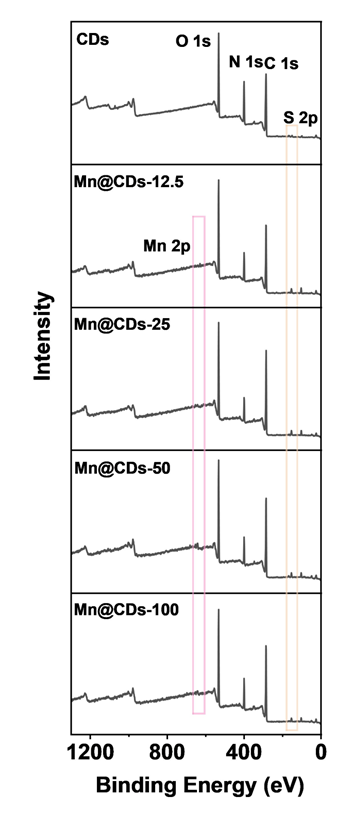 CDs
O 1s
N 1s
C 1s
S 2p
Mn@CDs-12.5
Mn 2p
Mn@CDs-25
Mn@CDs-50
Mn@CDs-100
Intensity
1200 800 400 0
Binding Energy (eV)